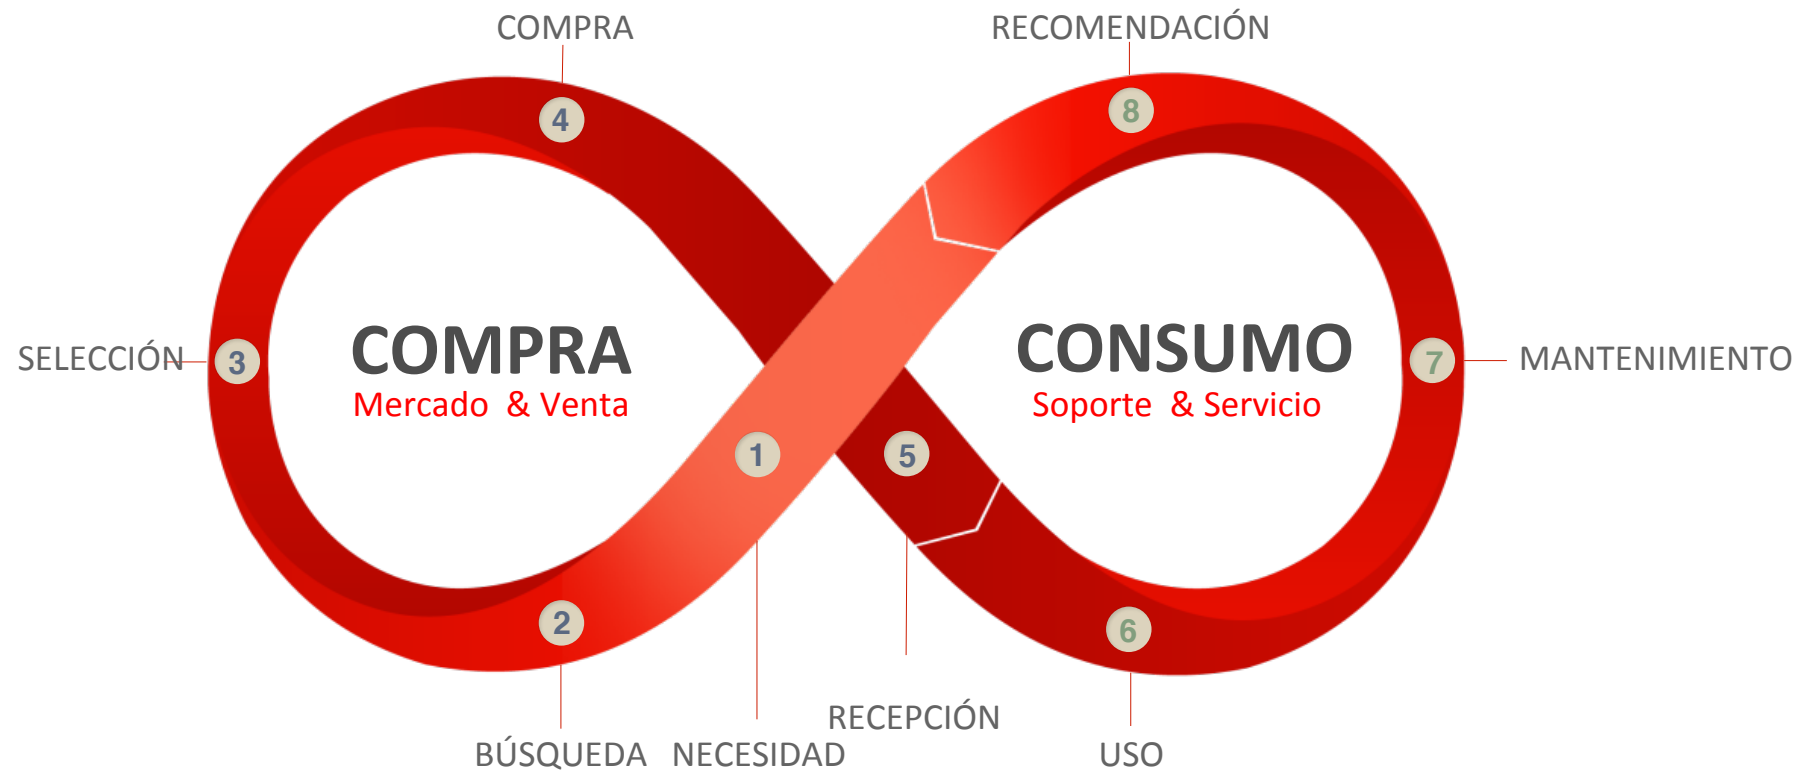 COMPRA
RECOMENDACIÓN
4
8
SELECCIÓN
3
COMPRA
Mercado & Venta
CONSUMO
Soporte & Servicio
7
MANTENIMIENTO
1
5
2
6
RECEPCIÓN
BÚSQUEDA
NECESIDAD
USO